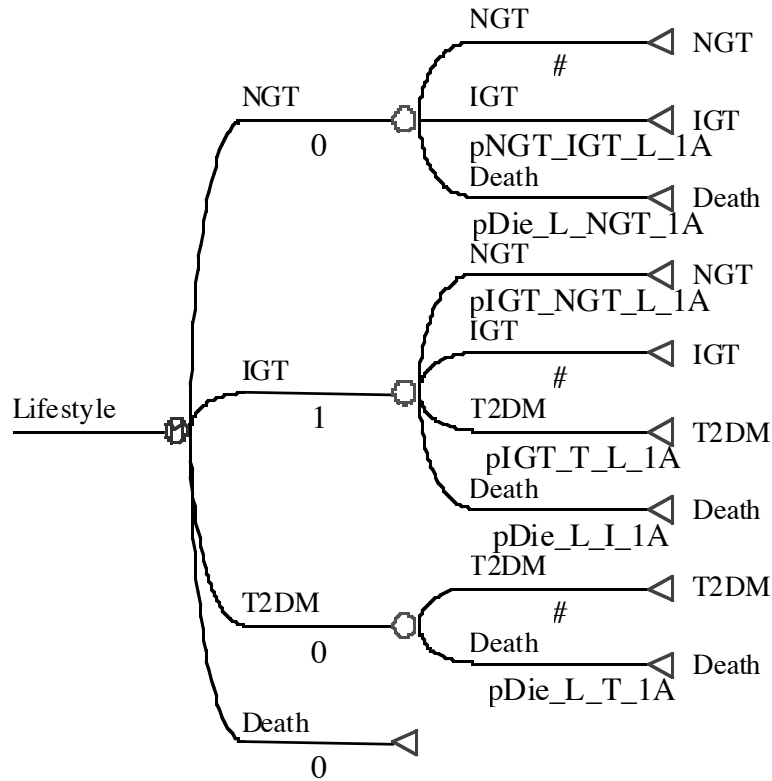 NGT
NGT
#
NGT
IGT
IGT
0
pNGT_IGT_L_1A
Death
Death
pDie_L_NGT_1A
NGT
NGT
pIGT_NGT_L_1A
IGT
IGT
IGT
#
Lifestyle
1
T2DM
T2DM
pIGT_T_L_1A
Death
Death
pDie_L_I_1A
T2DM
T2DM
T2DM
#
0
Death
Death
pDie_L_T_1A
Death
0